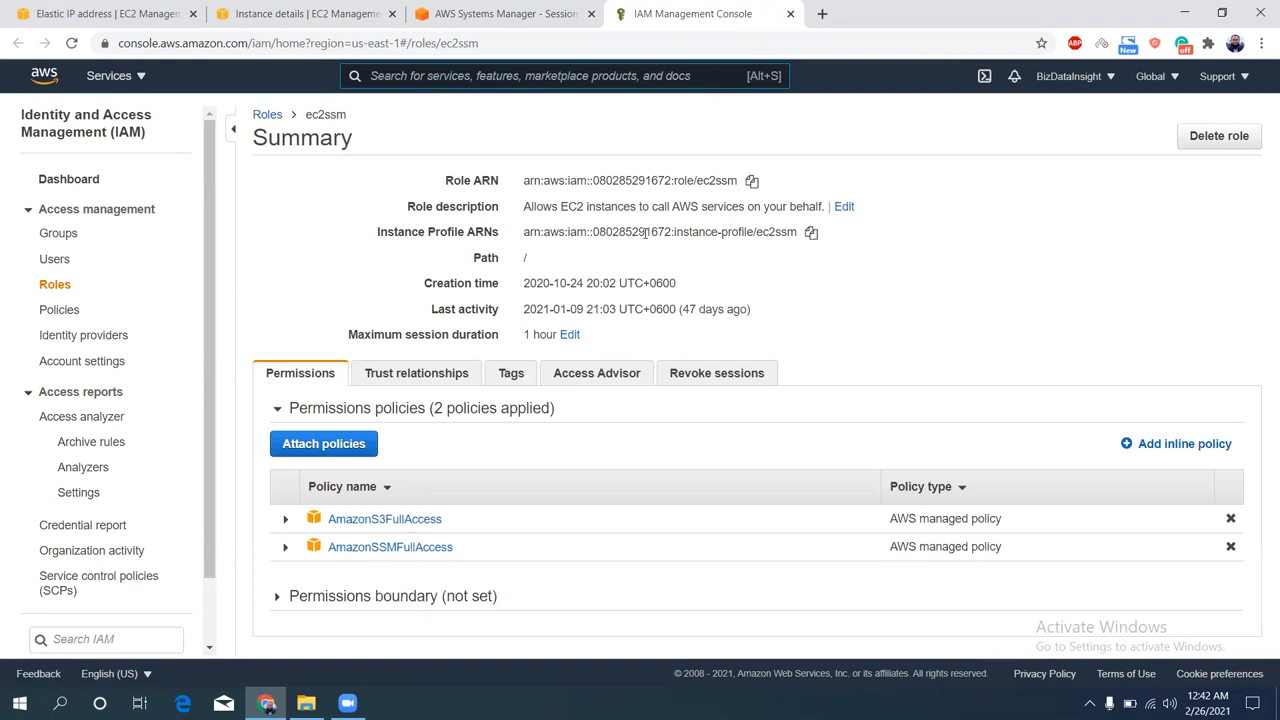 Elastic IP address | EC2 Managem
Instance details | EC2 Manageme
AWS Systems Manager - Session
IAM Management Console
console.aws.amazon.com/iam/home?region=us-east-1#/roles/ec2ssm
ABP
New
off
aws
Services
Search for services, features, marketplace products, and docs
[Alt+S]
BizDataInsight
Global
Support
Identity and Access
Management (IAM)
Dashboard
Access management
Groups
Users
Roles
Policies
Identity providers
Account settings
Access reports
Access analyzer
Archive rules
Analyzers
Settings
Credential report
Organization activity
Service control policies
(SCPs)
Search IAM
Roles > ec2ssm
Summary
Delete role
Role ARN arn:aws:iam::080285291672:role/ec2ssm
Role description Allows EC2 instances to call AWS services on your behalf. | Edit
Instance Profile ARNs arn:aws:iam::080285291672:instance-profile/ec2ssm
Path /
Creation time 2020-10-24 20:02 UTC+0600
Last activity 2021-01-09 21:03 UTC+0600 (47 days ago)
Maximum session duration 1 hour Edit
Permissions
Trust relationships
Tags
Access Advisor
Revoke sessions
Permissions policies (2 policies applied)
Attach policies
Add inline policy
Policy name
Policy type
AmazonS3FullAccess AWS managed policy
AmazonSSMFullAccess AWS managed policy
Permissions boundary (not set)
Activate Windows
Go to Settings to activate Windows.
Feedback
English (US)
© 2008 - 2021, Amazon Web Services, Inc. or its affiliates. All rights reserved.
Privacy Policy
Terms of Use
Cookie preferences
12:42 AM
2/26/2021